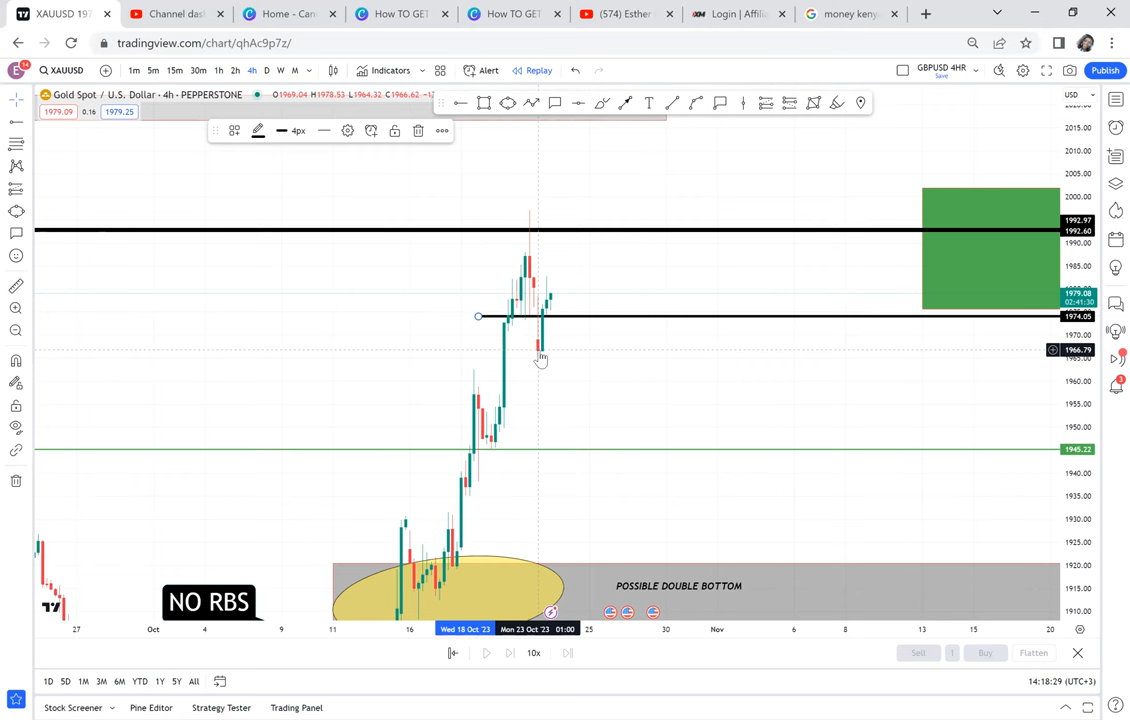 XAUUSD 197
Channel das
Home - Can
How TO GET
How TO GET
(574) Esther
Login | Affili
money keny
tradingview.com/chart/qhAc9p7z/
E
14
XAUUSD
1m 5m 15m 30m 1h 2h 4h D W M
Indicators
Alert
Replay
GBPUSD 4HR
Save
Publish
Gold Spot / U.S. Dollar · 4h · PEPPERSTONE
O1969.04 H1978.53 L1964.32 C1966.62
USD
1979.09 0.16 1979.25
4px
2015.00
2010.00
2005.00
2000.00
1992.97
1992.60
1990.00
1985.00
1979.08
02:41:30
1974.05
1970.00
1966.79
1965.00
1960.00
1955.00
1950.00
1945.22
1940.00
1935.00
1930.00
1925.00
1920.00
1915.00
1910.00
POSSIBLE DOUBLE BOTTOM
NO RBS
27 Oct 4 9 11 16 Wed 18 Oct '23 Mon 23 Oct '23 01:00 25 30 Nov 6 8 13 15 20
10x
Sell 1 Buy Flatten
1D 5D 1M 3M 6M YTD 1Y 5Y All
14:18:29 (UTC+3)
Stock Screener Pine Editor Strategy Tester Trading Panel
3